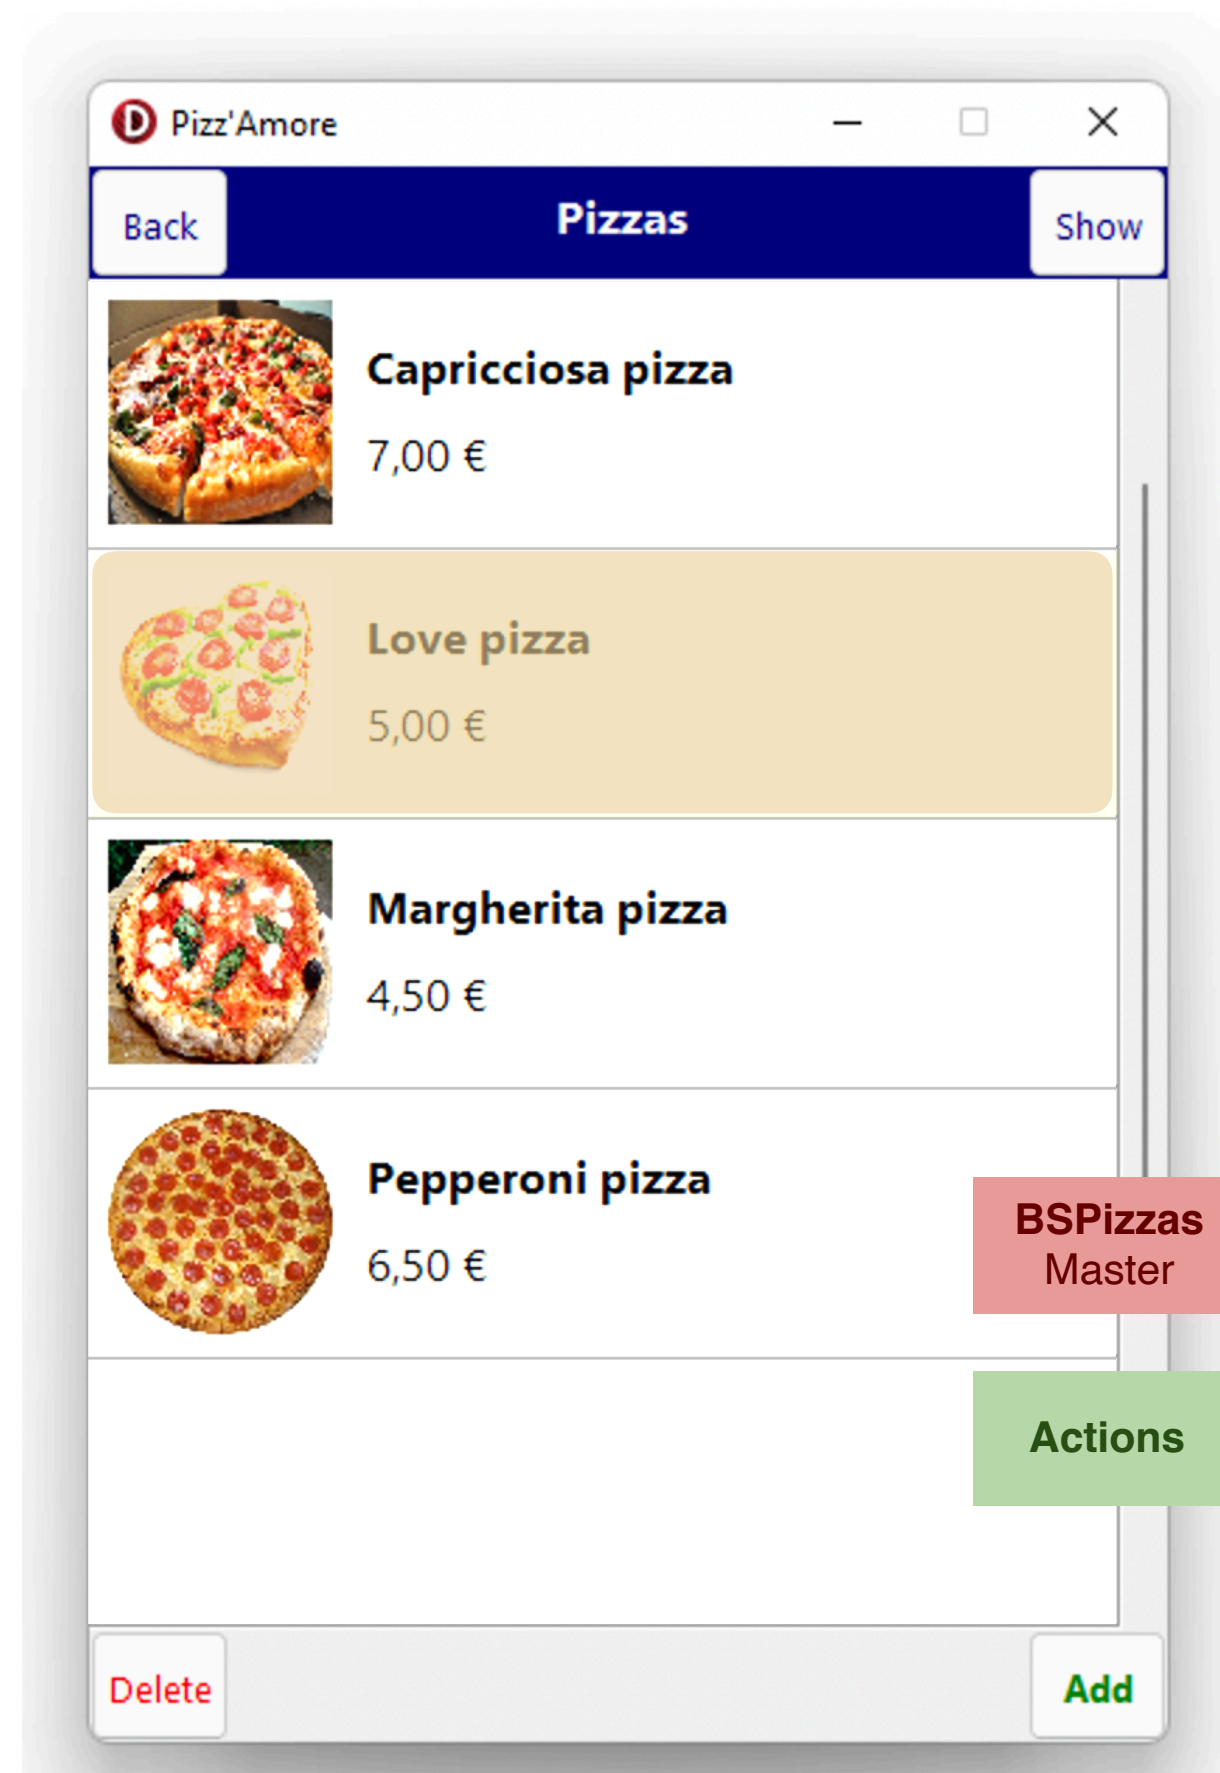 D Pizz'Amore
Back Pizzas Show
Capricciosa pizza
7,00 €
Love pizza
5,00 €
Margherita pizza
4,50 €
Pepperoni pizza
6,50 €
BSPizzas
Master
Actions
Delete Add